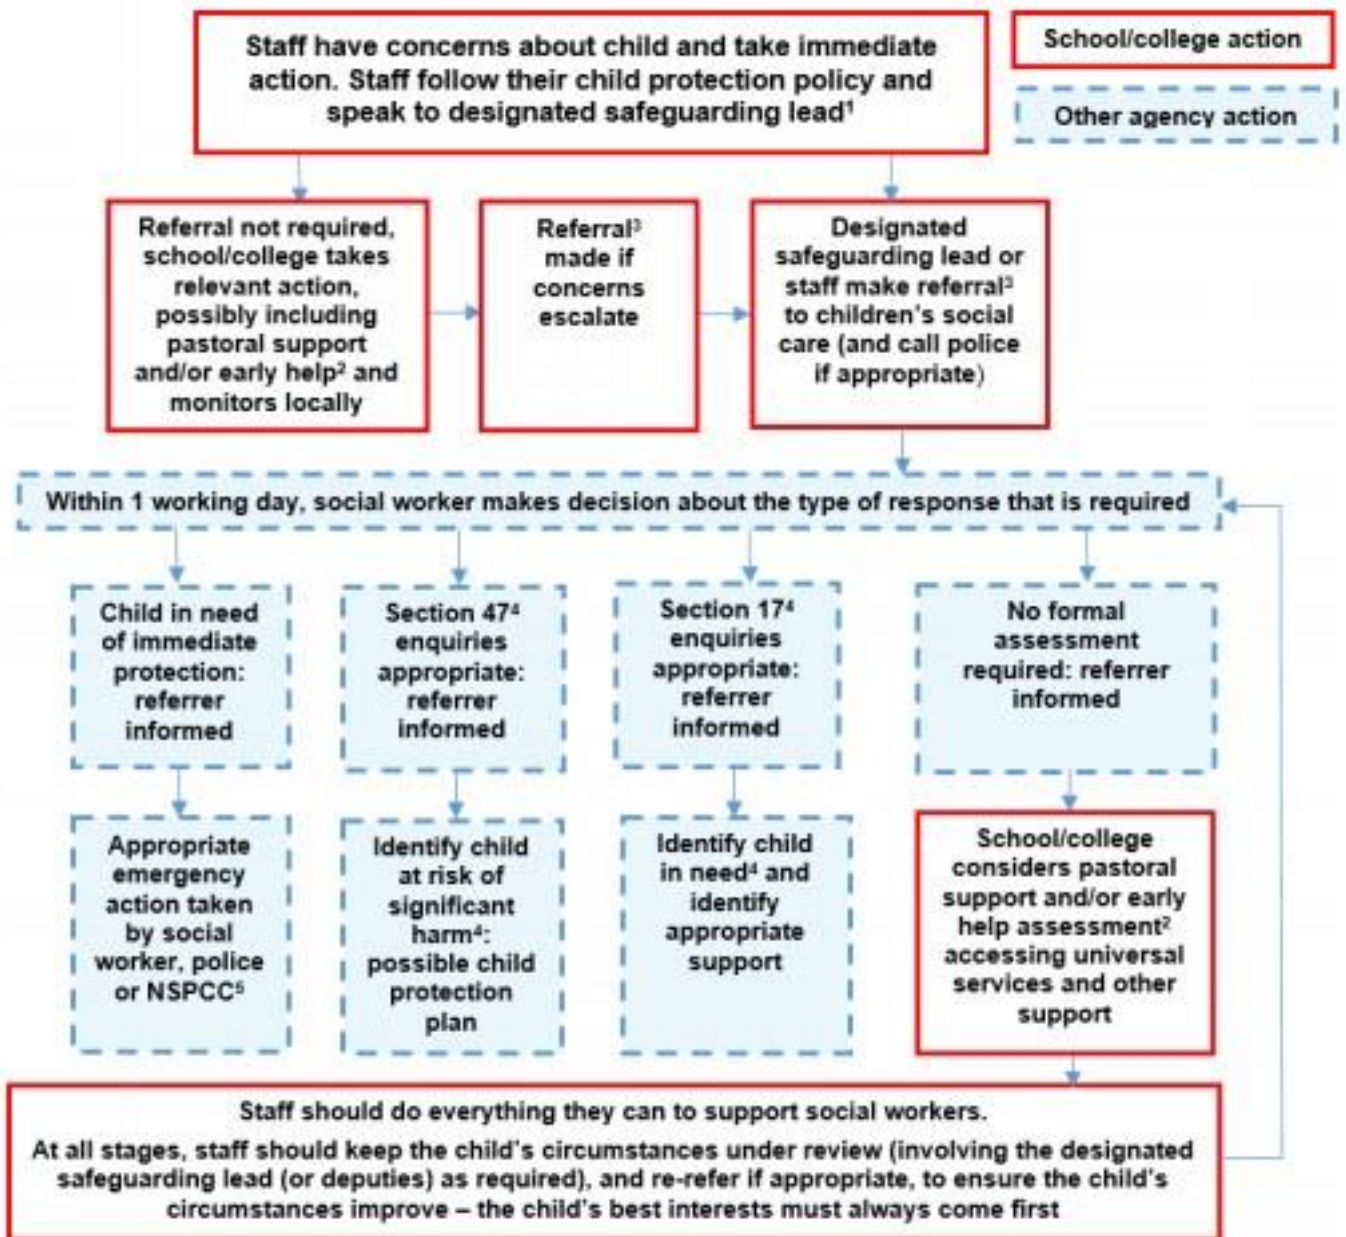 Staff have concerns about child and take immediate
action. Staff follow their child protection policy and
speak to designated safeguarding lead¹
School/college action
Other agency action
Referral not required,
school/college takes
relevant action,
possibly including
pastoral support
and/or early help² and
monitors locally
Referral³
made if
concerns
escalate
Designated
safeguarding lead or
staff make referral³
to children's social
care (and call police
if appropriate)
Within 1 working day, social worker makes decision about the type of response that is required
Child in need
of immediate
protection:
referrer
informed
Section 47⁴
enquiries
appropriate:
referrer
informed
Section 17⁴
enquiries
appropriate:
referrer
informed
No formal
assessment
required: referrer
informed
Appropriate
emergency
action taken
by social
worker, police
or NSPCC⁵
Identify child
at risk of
significant
harm⁴:
possible child
protection
plan
Identify child
in need⁴ and
identify
appropriate
support
School/college
considers pastoral
support and/or early
help assessment²
accessing universal
services and other
support
Staff should do everything they can to support social workers.
At all stages, staff should keep the child's circumstances under review (involving the designated
safeguarding lead (or deputies) as required), and re-refer if appropriate, to ensure the child's
circumstances improve – the child's best interests must always come first